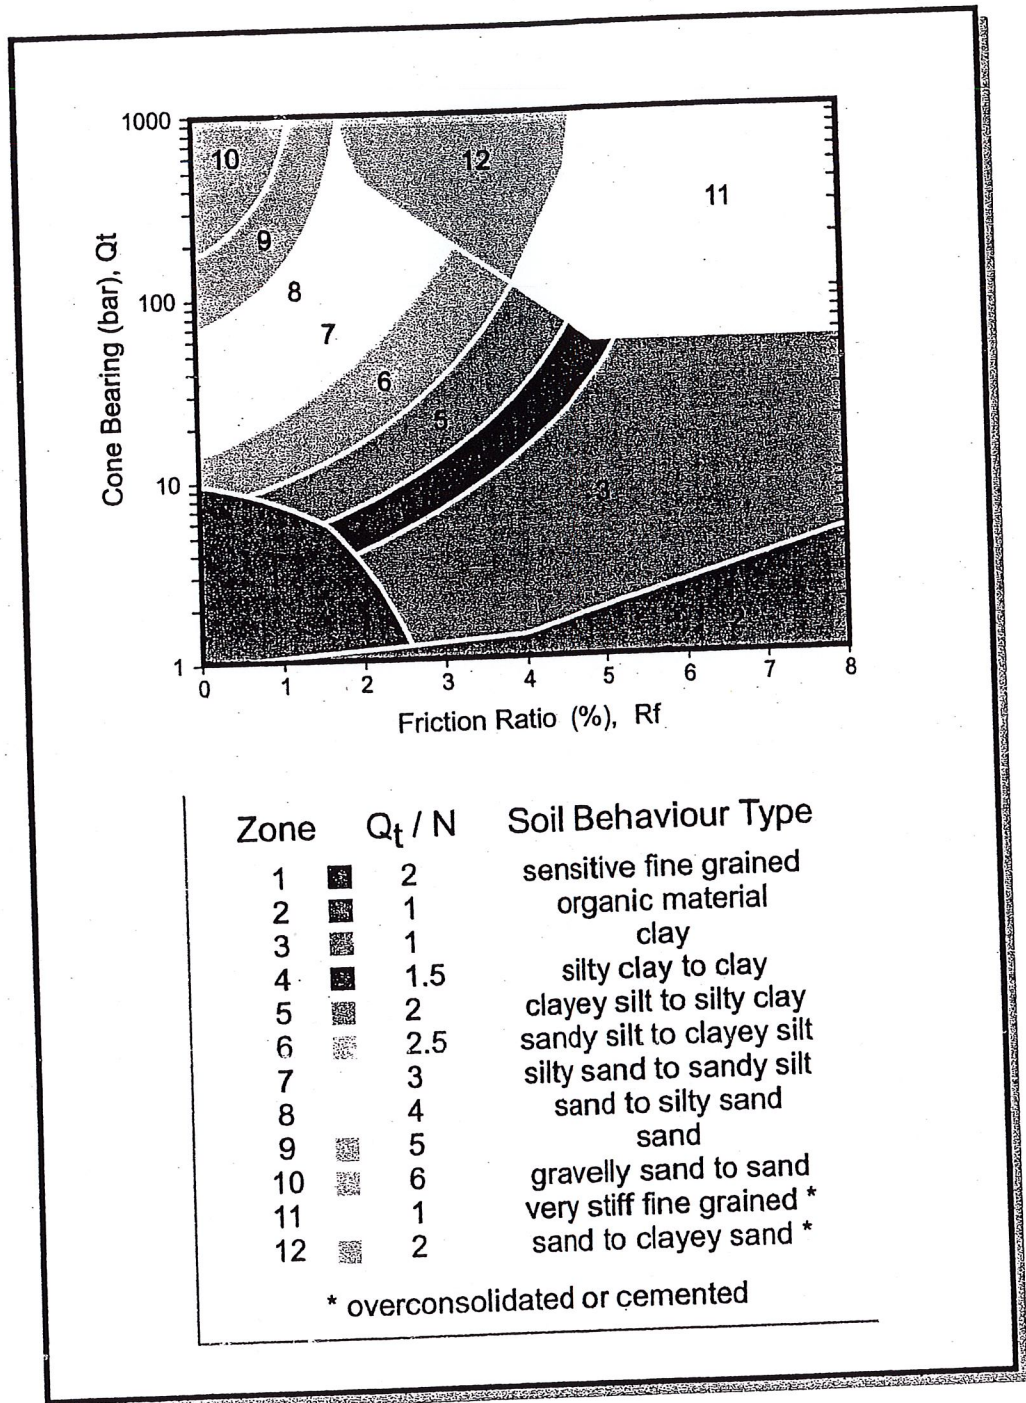 1000
10
12
11
9
8
100
7
6
5
10
3
2
1
0 1 2 3 4 5 6 7 8
Cone Bearing (bar), Qt
Friction Ratio (%), Rf
Zone Qt / N Soil Behaviour Type
1 2 sensitive fine grained
2 1 organic material
3 1 clay
4 1.5 silty clay to clay
5 2 clayey silt to silty clay
6 2.5 sandy silt to clayey silt
7 3 silty sand to sandy silt
8 4 sand to silty sand
9 5 sand
10 6 gravelly sand to sand
11 1 very stiff fine grained *
12 2 sand to clayey sand *
* overconsolidated or cemented